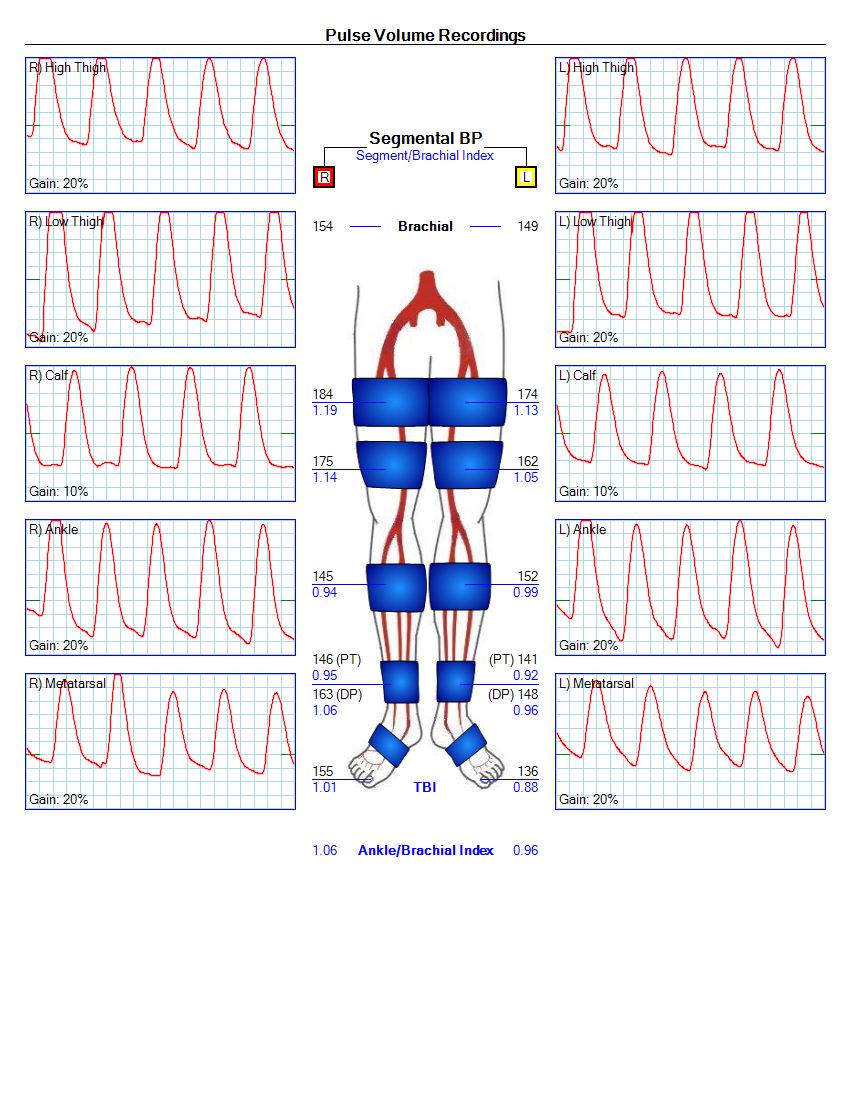 Pulse Volume Recordings
R) High Thigh
Gain: 20%
R) Low Thigh
Gain: 20%
R) Calf
Gain: 10%
R) Ankle
Gain: 20%
R) Metatarsal
Gain: 20%
Segmental BP
Segment/Brachial Index
R L
154 Brachial 149
184 174
1.19 1.13
175 162
1.14 1.05
145 152
0.94 0.99
146 (PT) (PT) 141
0.95 0.92
163 (DP) (DP) 148
1.06 0.96
155 136
1.01 TBI 0.88
1.06 Ankle/Brachial Index 0.96
L) High Thigh
Gain: 20%
L) Low Thigh
Gain: 20%
L) Calf
Gain: 10%
L) Ankle
Gain: 20%
L) Metatarsal
Gain: 20%